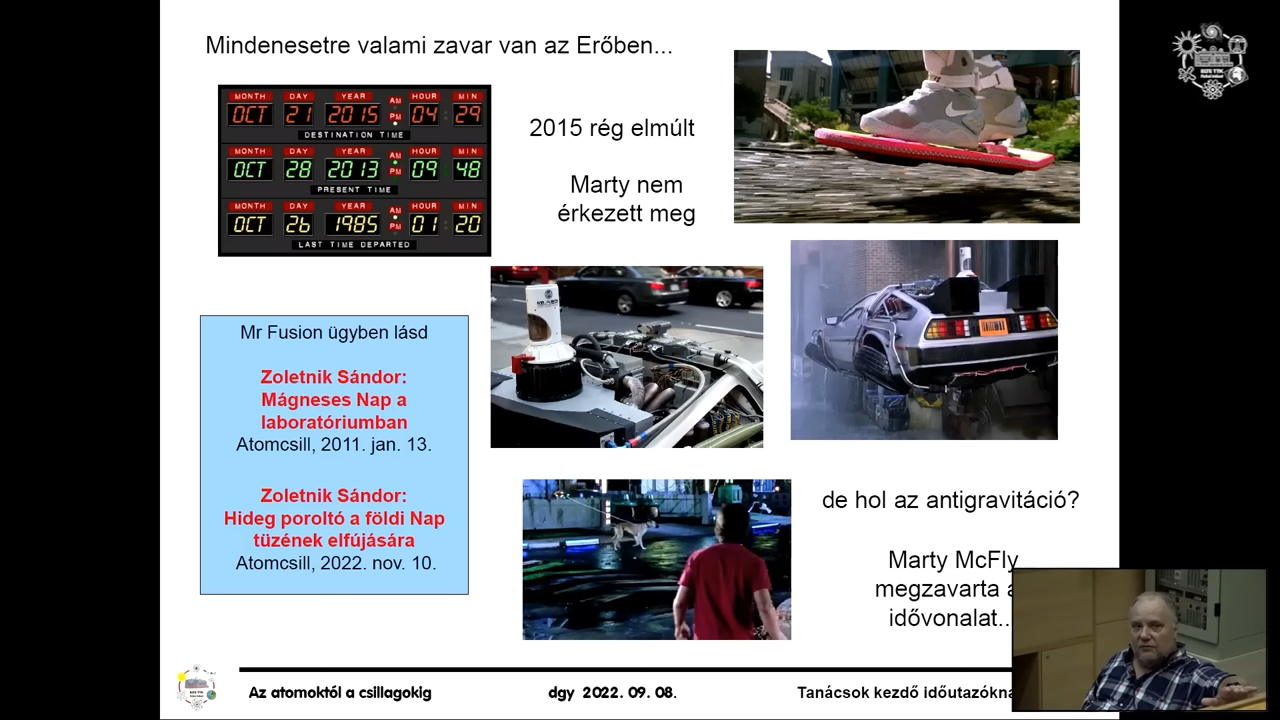 Mindenesetre valami zavar van az Erőben...
MONTH DAY YEAR AM PM HOUR MIN
OCT 21 2015 04 29
DESTINATION TIME
MONTH DAY YEAR AM PM HOUR MIN
OCT 28 2013 09 48
PRESENT TIME
MONTH DAY YEAR AM PM HOUR MIN
OCT 26 1985 01 20
LAST TIME DEPARTED
2015 rég elmúlt
Marty nem
érkezett meg
Mr Fusion ügyben lásd
Zoletnik Sándor:
Mágneses Nap a
laboratóriumban
Atomcsill, 2011. jan. 13.
Zoletnik Sándor:
Hideg poroltó a földi Nap
tüzének elfújására
Atomcsill, 2022. nov. 10.
de hol az antigravitáció?
Marty McFly
megzavarta
idővonalat..
Az atomoktól a csillagokig
dgy 2022. 09. 08.
Tanácsok kezdő